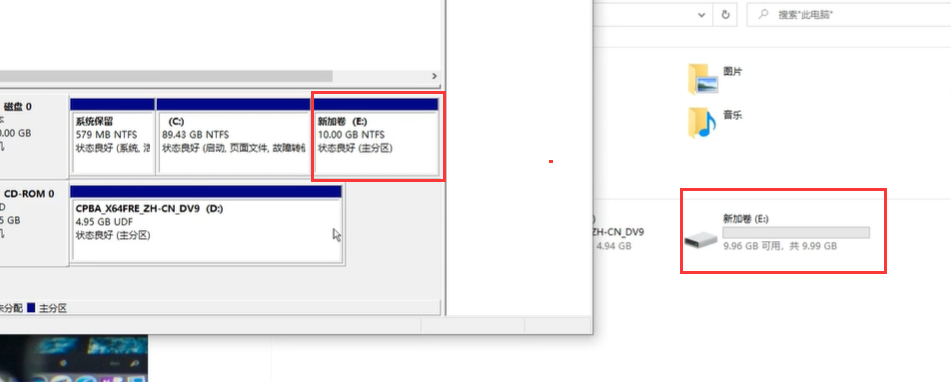 搜索"此电脑"
图片
音乐
磁盘 0
本
0.00 GB
系统保留
579 MB NTFS
状态良好 (系统, 活
(C:)
89.43 GB NTFS
状态良好 (启动, 页面文件, 故障转
新加卷 (E:)
10.00 GB NTFS
状态良好 (主分区)
CD-ROM 0
D
5 GB
CPBA_X64FRE_ZH-CN_DV9 (D:)
4.95 GB UDF
状态良好 (主分区)
)
ZH-CN_DV9
4.94 GB
新加卷 (E:)
9.96 GB 可用，共 9.99 GB
未分配
主分区